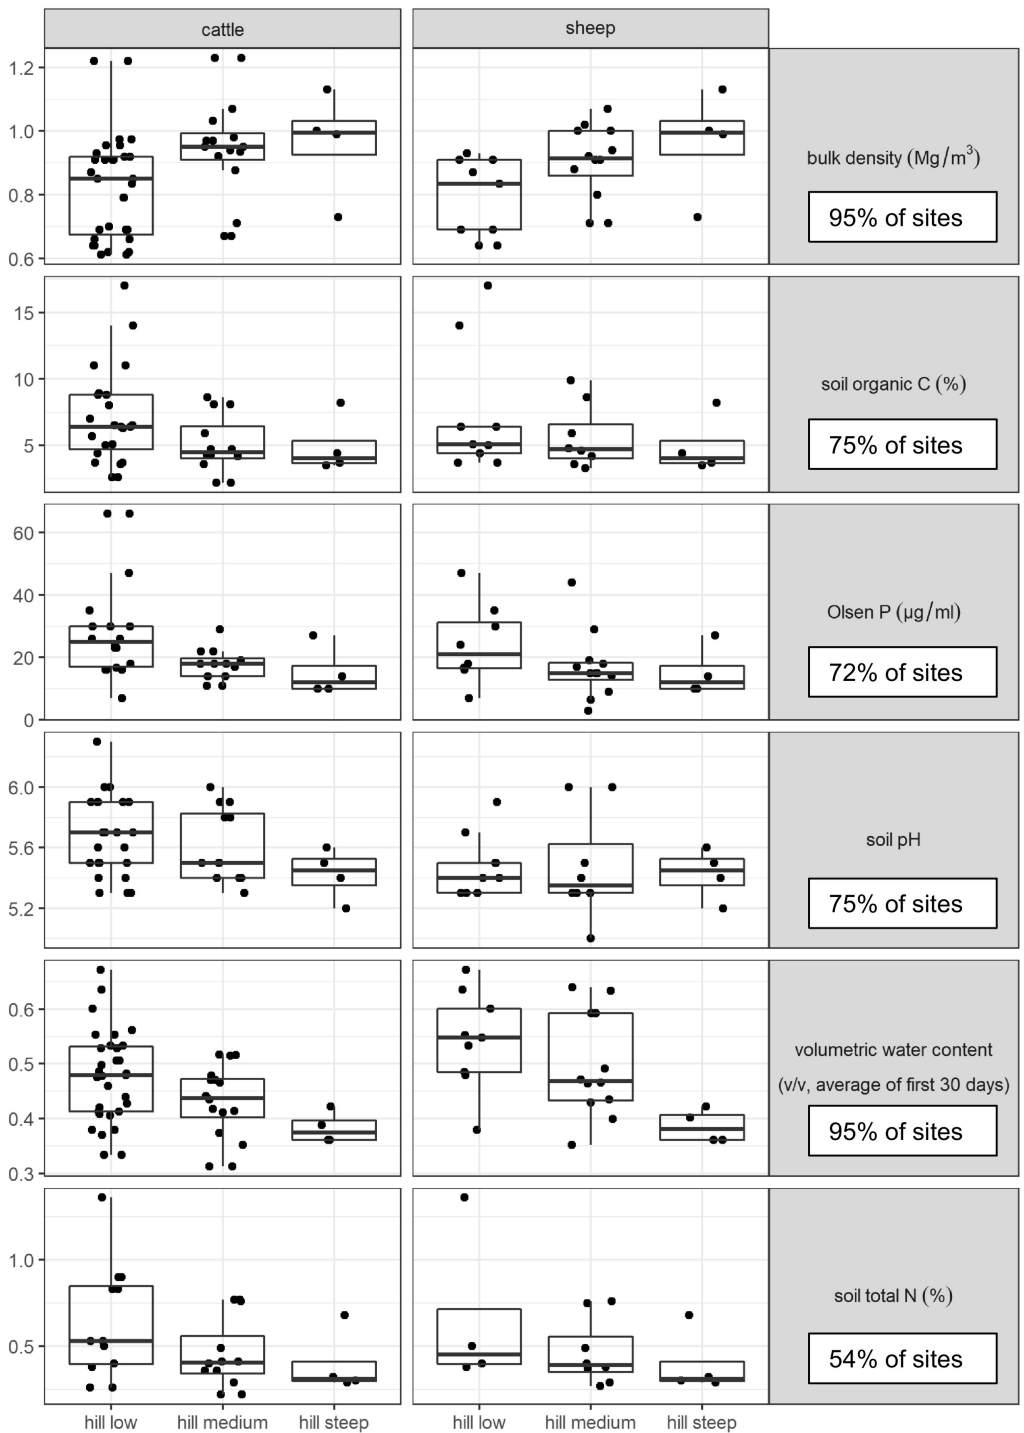 cattle
sheep
1.2
1.0
0.8
0.6
bulk density (Mg/m³)
95% of sites
15
10
5
soil organic C (%)
75% of sites
60
40
20
0
Olsen P (µg/ml)
72% of sites
6.0
5.6
5.2
soil pH
75% of sites
0.6
0.5
0.4
0.3
volumetric water content
(v/v, average of first 30 days)
95% of sites
1.0
0.5
soil total N (%)
54% of sites
hill low hill medium hill steep hill low hill medium hill steep